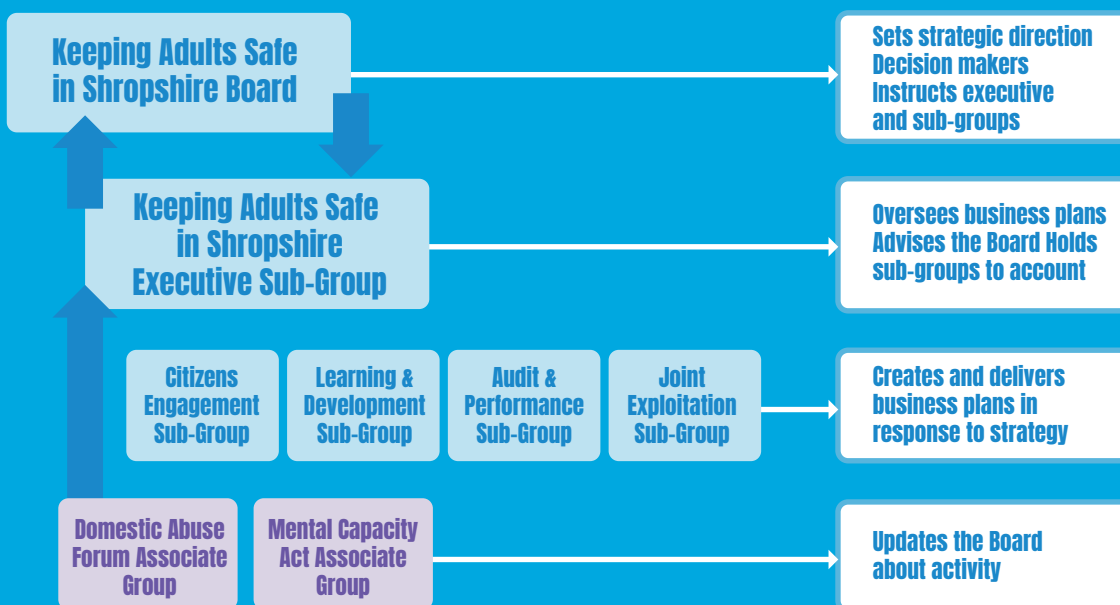 Keeping Adults Safe
in Shropshire Board
Sets strategic direction
Decision makers
Instructs executive
and sub-groups
Keeping Adults Safe
in Shropshire
Executive Sub-Group
Oversees business plans
Advises the Board Holds
sub-groups to account
Citizens
Engagement
Sub-Group
Learning &
Development
Sub-Group
Audit &
Performance
Sub-Group
Joint
Exploitation
Sub-Group
Creates and delivers
business plans in
response to strategy
Domestic Abuse
Forum Associate
Group
Mental Capacity
Act Associate
Group
Updates the Board
about activity